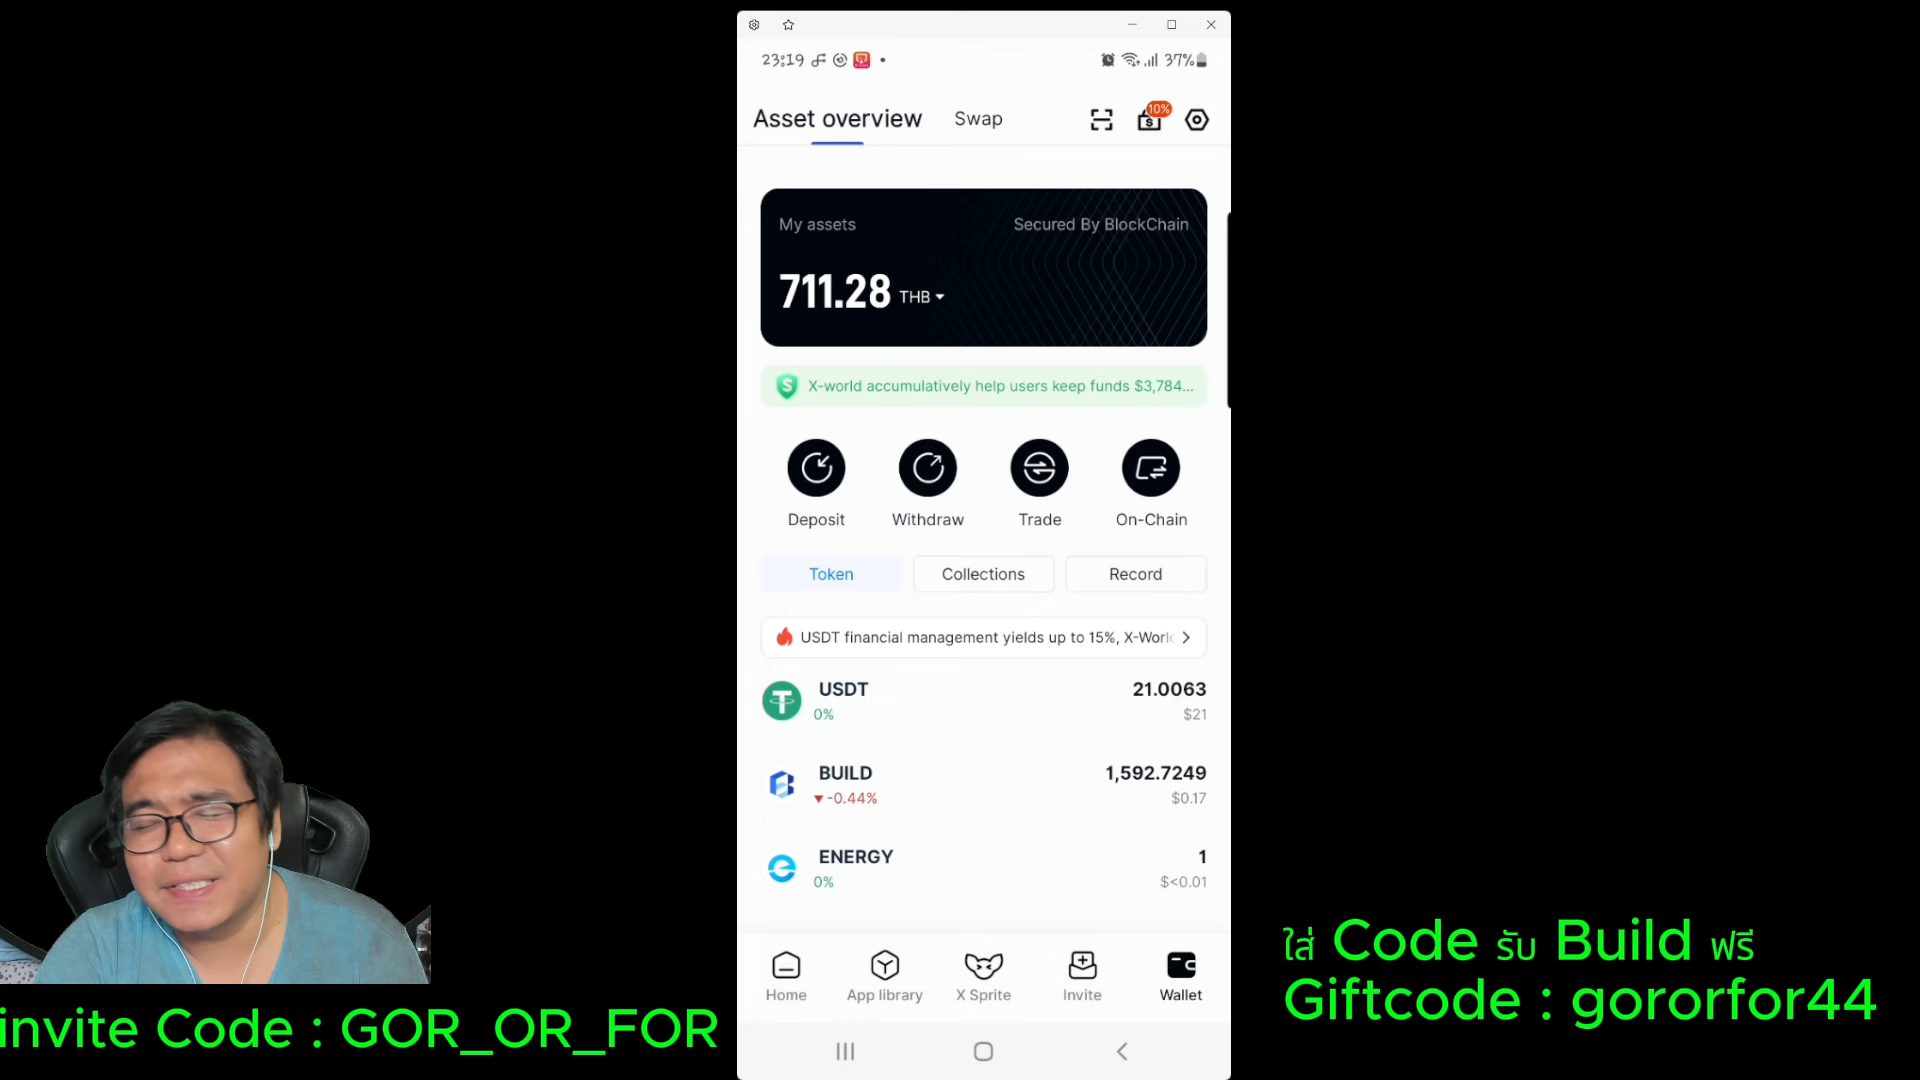 23:19
37%
Asset overview
Swap
10%
My assets
Secured By BlockChain
711.28 THB
X-world accumulatively help users keep funds $3,784...
Deposit
Withdraw
Trade
On-Chain
Token
Collections
Record
USDT financial management yields up to 15%, X-Worl
USDT
21.0063
0%
$21
BUILD
1,592.7249
-0.44%
$0.17
ENERGY
1
0%
$<0.01
Home
App library
X Sprite
Invite
Wallet
invite Code : GOR_OR_FOR
ใส่ Code รับ Build ฟรี
Giftcode : gororfor44